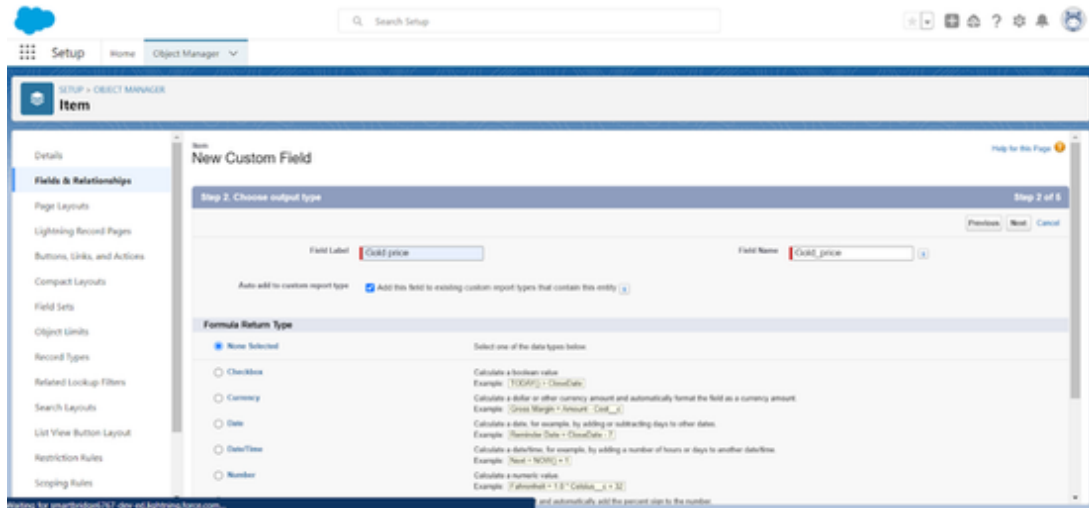 Search Setup
Setup Home Object Manager
SETUP > OBJECT MANAGER
Item
Details
Fields & Relationships
Page Layouts
Lightning Record Pages
Buttons, Links, and Actions
Compact Layouts
Field Sets
Object Limits
Record Types
Related Lookup Filters
Search Layouts
List View Button Layout
Restriction Rules
Scoping Rules
Item
New Custom Field
Help for this Page
Step 2. Choose output type Step 2 of 5
Previous Next Cancel
Field Label Gold price Field Name Gold_price
Auto add to custom report type Add this field to existing custom report types that contain this entity
Formula Return Type
None Selected Select one of the data types below.
Checkbox Calculate a boolean value
Example: TODAY() > CloseDate
Currency Calculate a dollar or other currency amount and automatically format the field as a currency amount.
Example: Gross Margin = Amount - Cost__c
Date Calculate a date, for example, by adding or subtracting days to other dates.
Example: Reminder Date = CloseDate - 7
Date/Time Calculate a date/time, for example, by adding a number of hours or days to another date/time.
Example: Next = NOW() + 1
Number Calculate a numeric value.
Example: Fahrenheit = 1.8 * Celsius__c + 32
and automatically add the percent sign to the number.
Waiting for smartbridge6767-dev-ed.lightning.force.com...